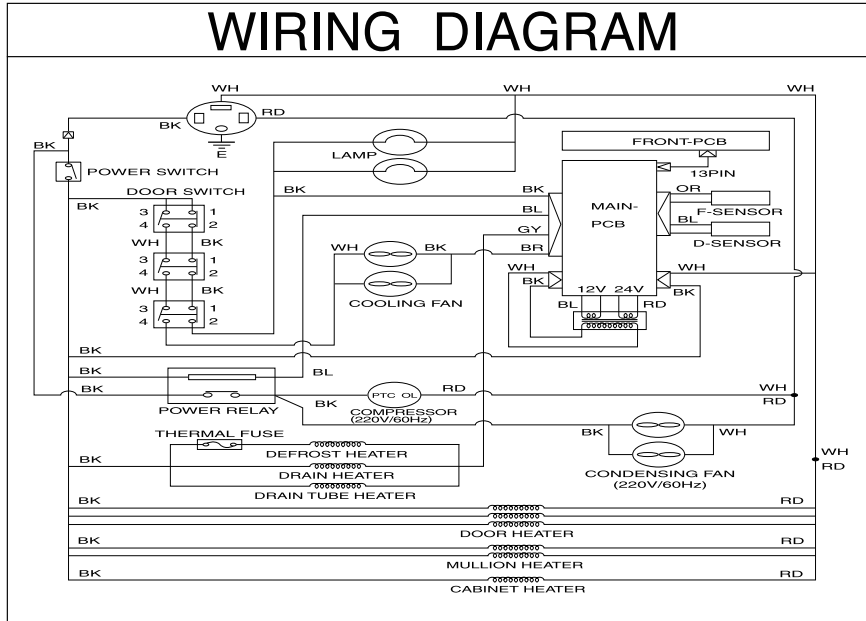 WIRING DIAGRAM
WH WH WH
BK RD
E
BK
POWER SWITCH
LAMP
FRONT-PCB
13PIN
DOOR SWITCH
BK
3 1
4 2
WH BK
3 1
4 2
WH BK
3 1
4 2
BK BK
BL
GY
BR
MAIN-
PCB
OR
F-SENSOR
BL
D-SENSOR
WH BK
COOLING FAN
WH
BK
WH
BK
12V 24V
BL RD
BK
BK BL
BK
POWER RELAY
BK
PTC OL
RD
COMPRESSOR
(220V/60Hz)
WH
RD
BK WH
CONDENSING FAN
(220V/60Hz)
WH
RD
THERMAL FUSE
DEFROST HEATER
BK
DRAIN HEATER
DRAIN TUBE HEATER
BK RD
DOOR HEATER
BK RD
MULLION HEATER
BK RD
CABINET HEATER